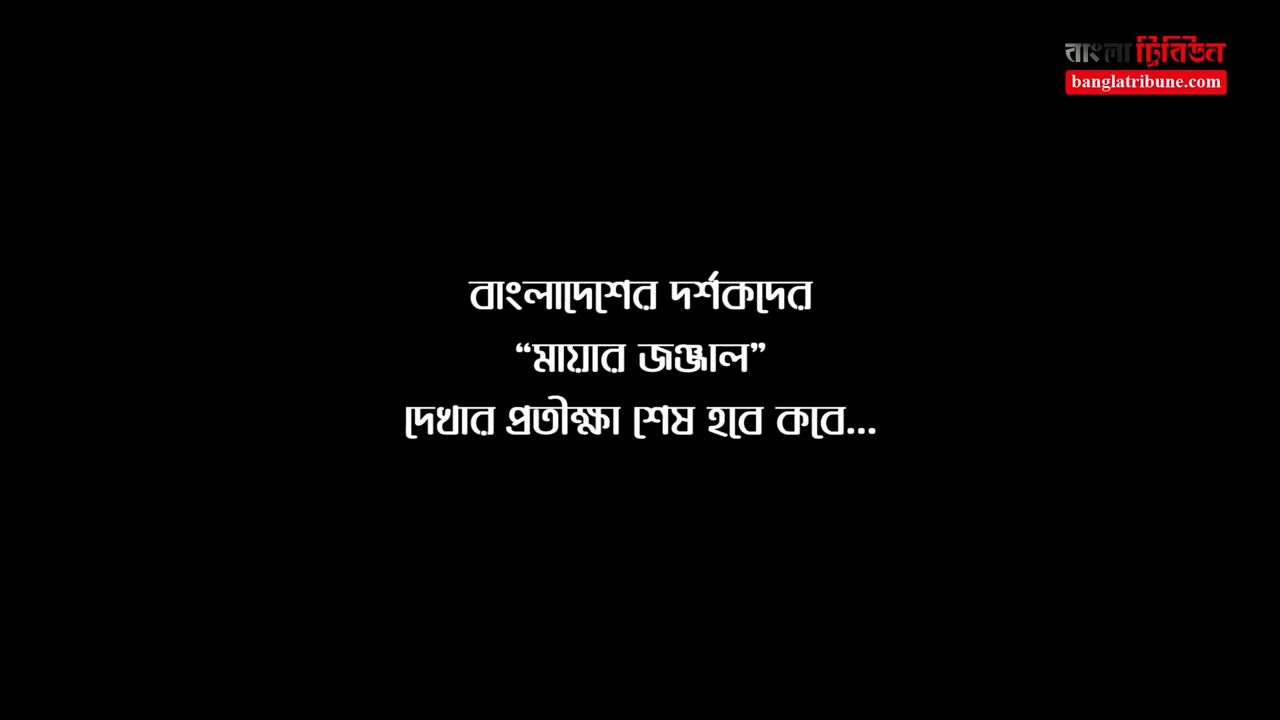 বাংলা ট্রিবিউন
banglatribune.com
বাংলাদেশের দর্শকদের
“মায়ার জঞ্জাল”
দেখার প্রতীক্ষা শেষ হবে কবে...